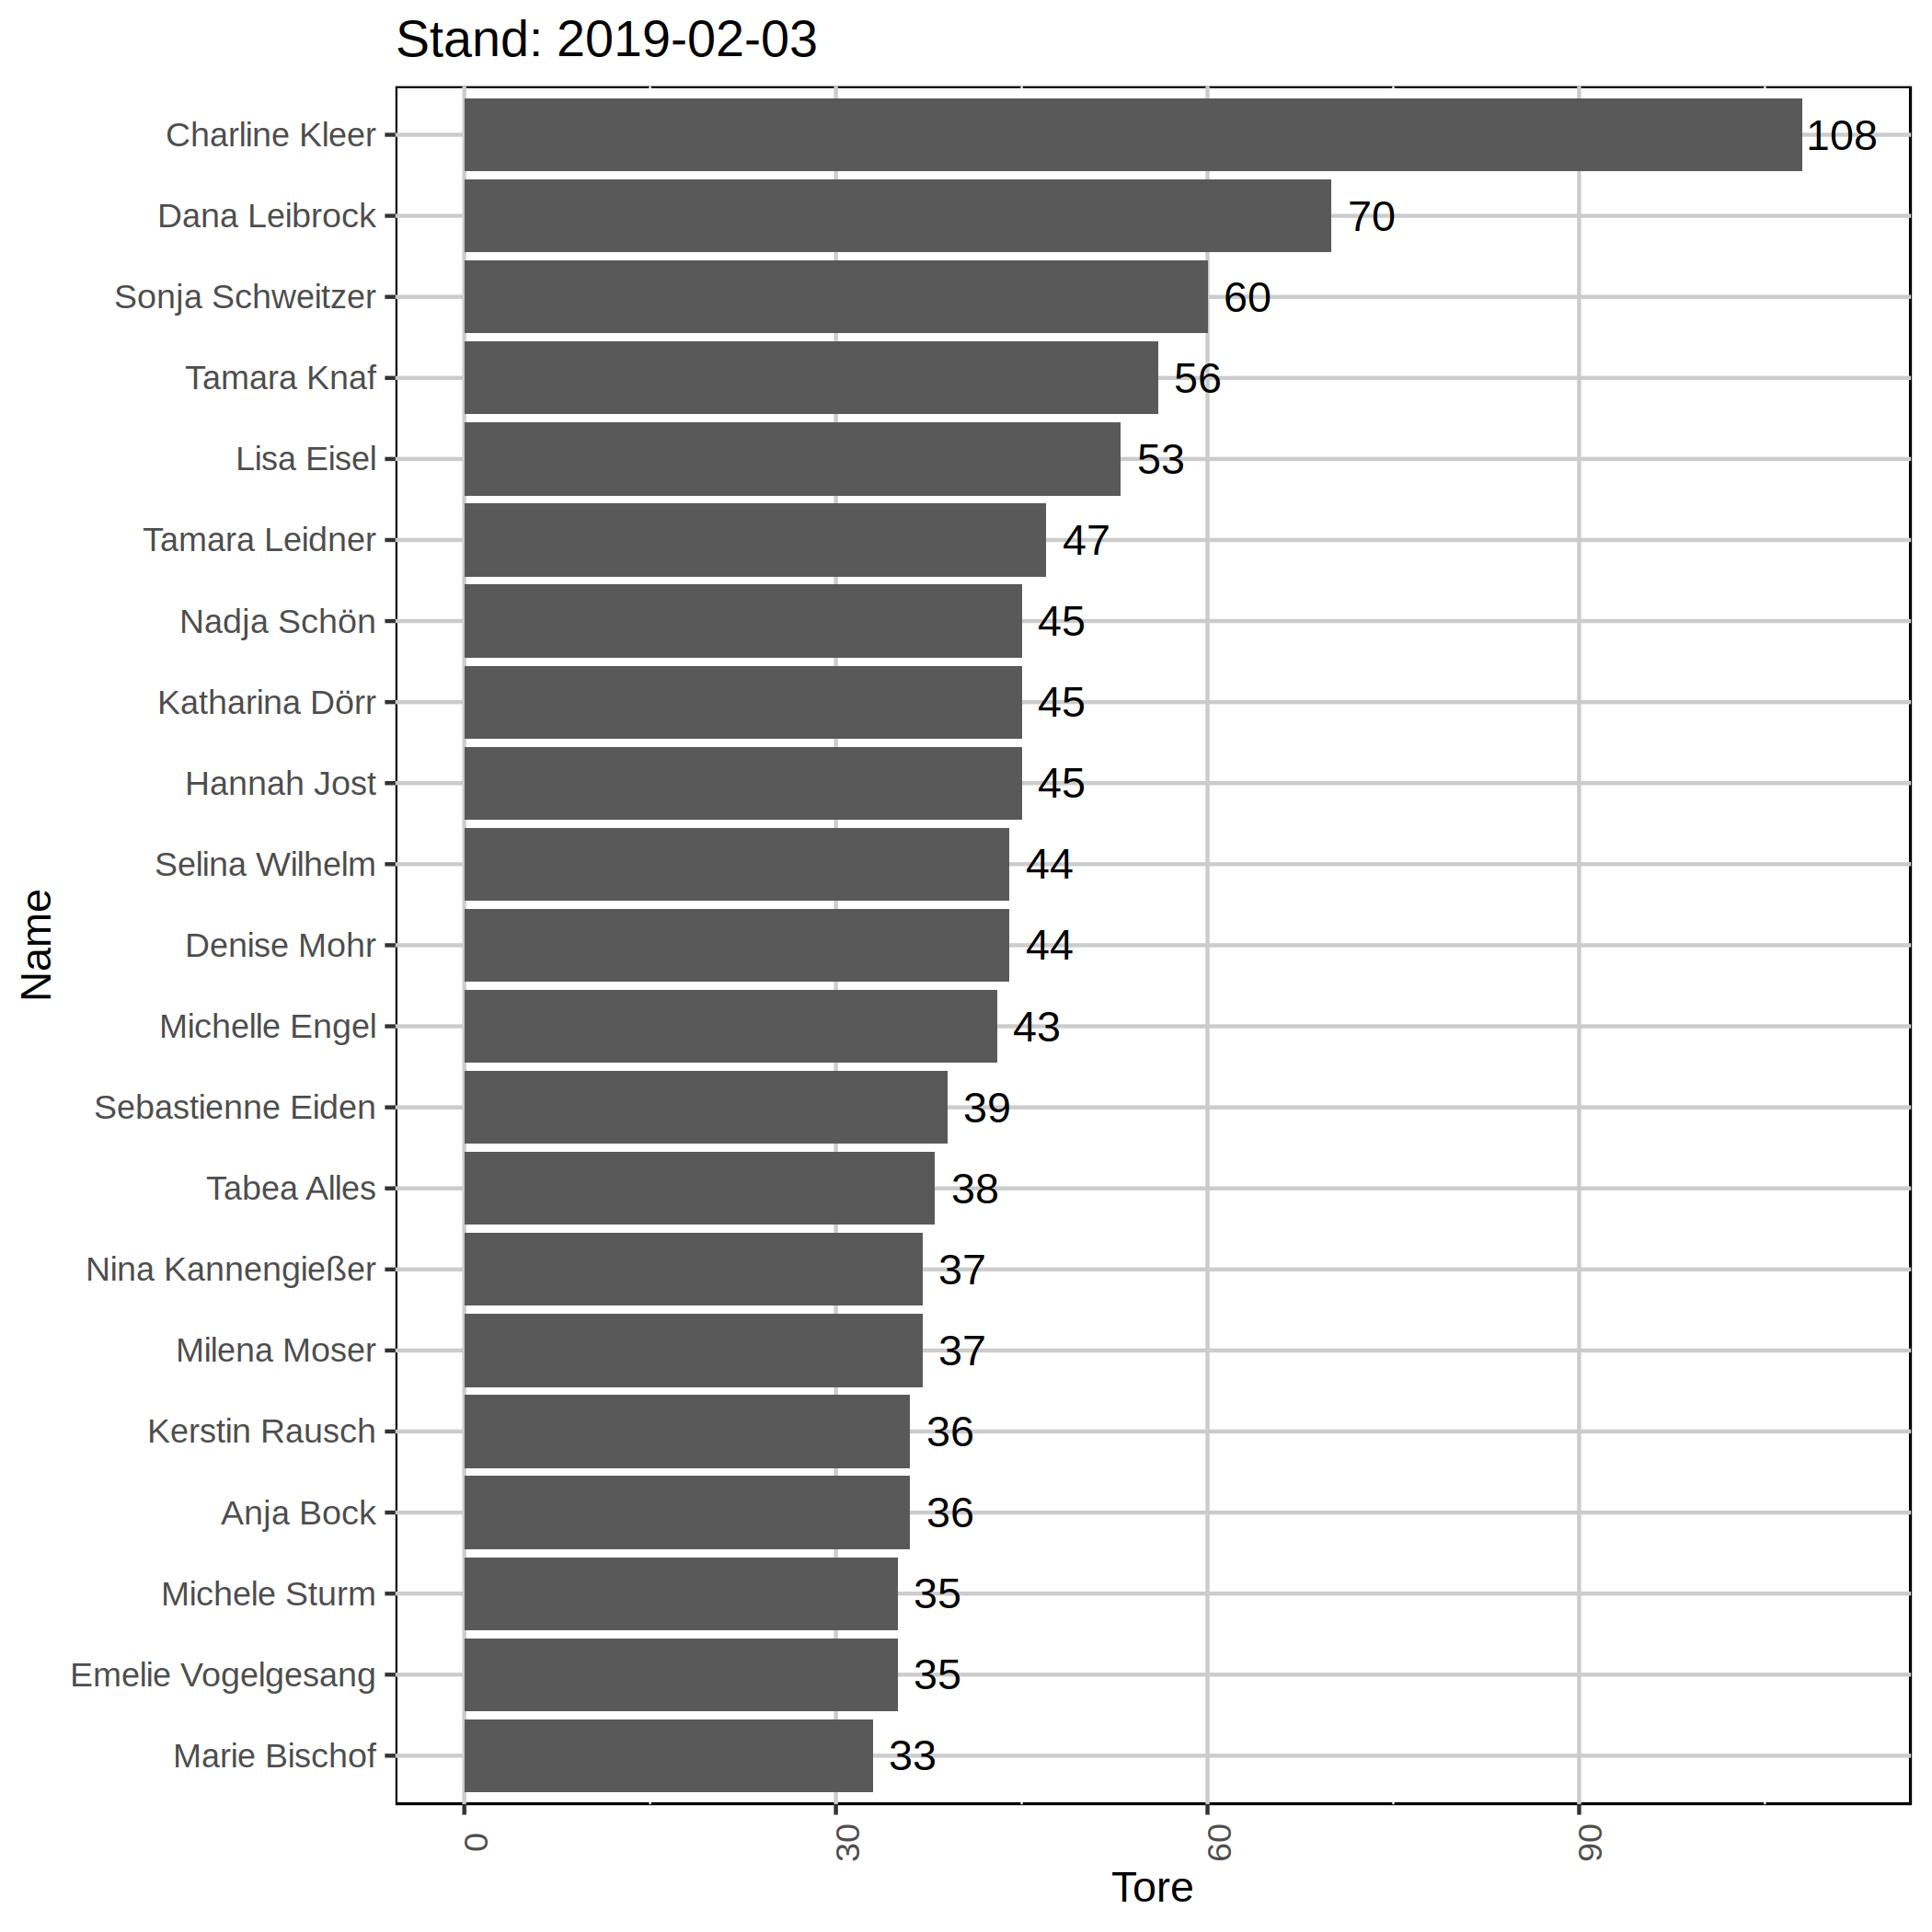 Stand: 2019-02-03
Charline Kleer 108
Dana Leibrock 70
Sonja Schweitzer 60
Tamara Knaf 56
Lisa Eisel 53
Tamara Leidner 47
Nadja Schön 45
Katharina Dörr 45
Hannah Jost 45
Selina Wilhelm 44
Denise Mohr 44
Michelle Engel 43
Sebastienne Eiden 39
Tabea Alles 38
Nina Kannengießer 37
Milena Moser 37
Kerstin Rausch 36
Anja Bock 36
Michele Sturm 35
Emelie Vogelgesang 35
Marie Bischof 33
Name
0 30 60 90
Tore